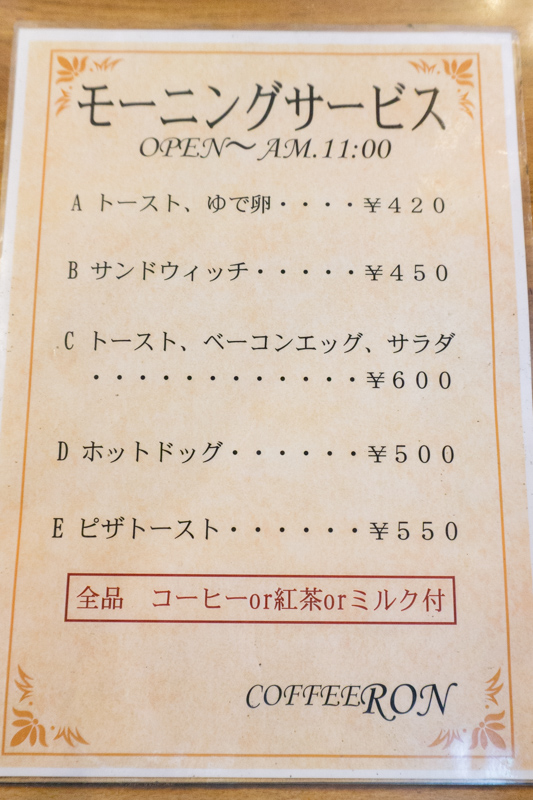 モーニングサービス
OPEN〜AM.11:00
A トースト、ゆで卵・・・・￥４２０
B サンドウィッチ・・・・・￥４５０
C トースト、ベーコンエッグ、サラダ
・・・・・・・・・・・・￥６００
D ホットドッグ・・・・・・￥５００
E ピザトースト・・・・・・￥５５０
全品　コーヒーor紅茶orミルク付
COFFEE RON